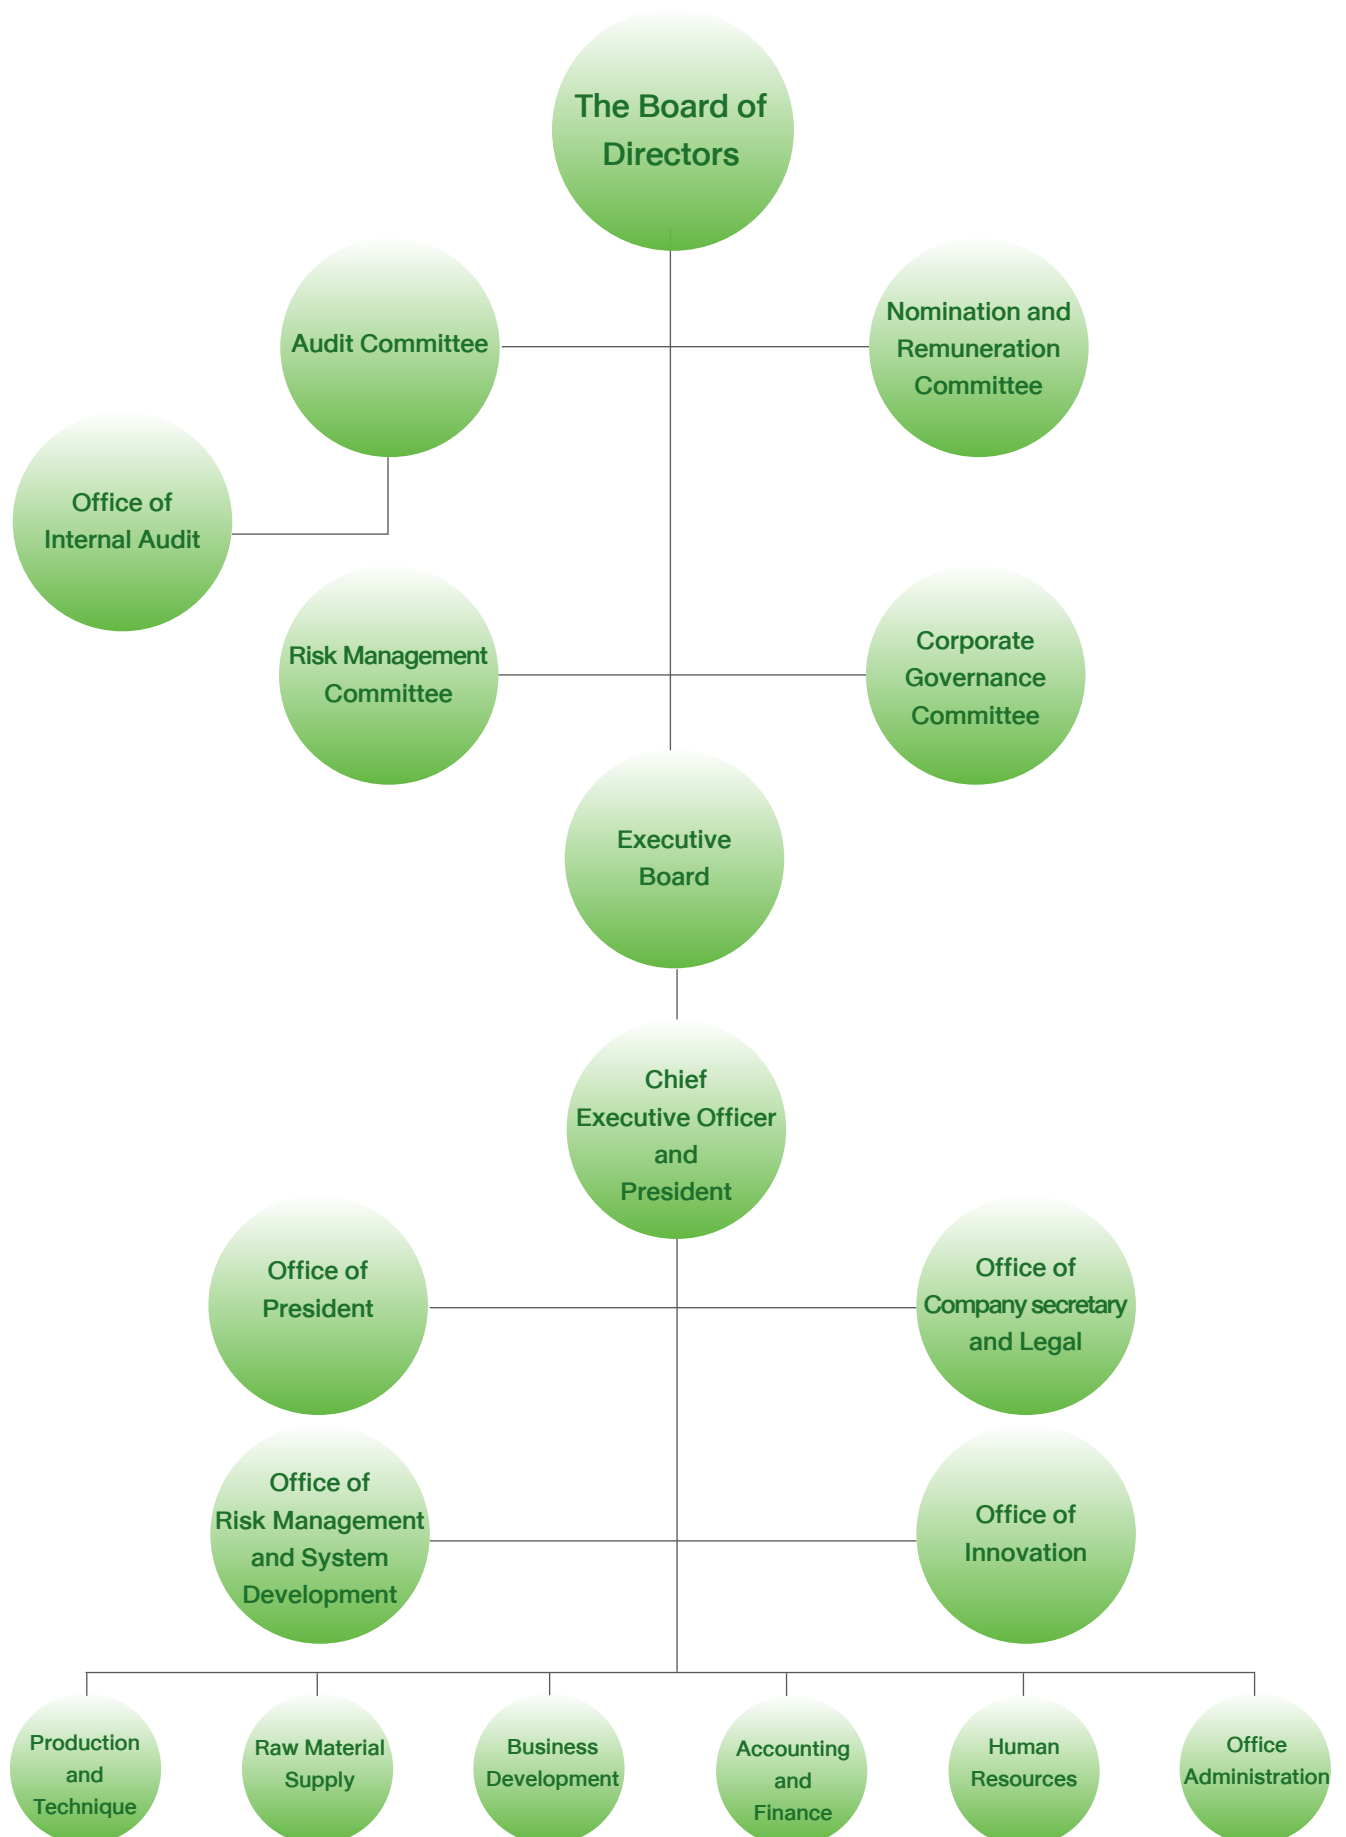 The Board of
Directors
Audit Committee
Nomination and
Remuneration
Committee
Office of
Internal Audit
Risk Management
Committee
Corporate
Governance
Committee
Executive
Board
Chief
Executive Officer
and
President
Office of
President
Office of
Company secretary
and Legal
Office of
Risk Management
and System
Development
Office of
Innovation
Production
and
Technique
Raw Material
Supply
Business
Development
Accounting
and
Finance
Human
Resources
Office
Administration